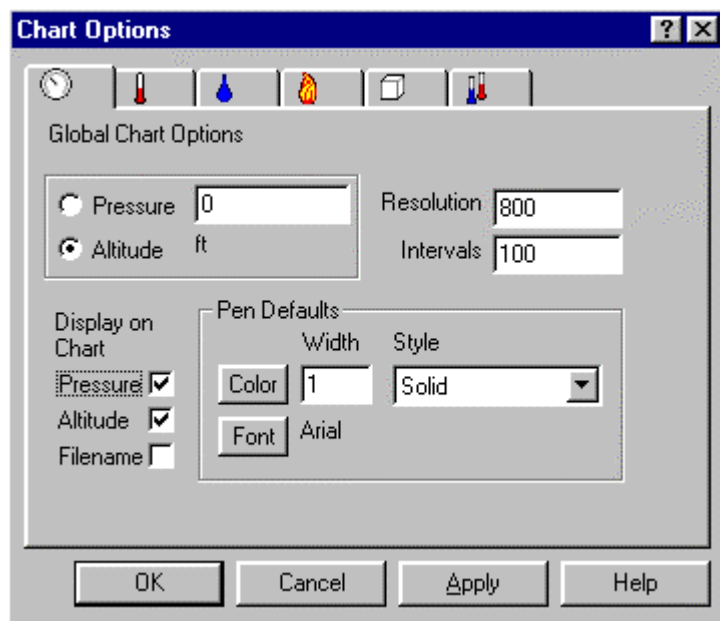 Chart Options
Global Chart Options
Pressure 0
Altitude ft
Resolution 800
Intervals 100
Display on
Chart
Pressure
Altitude
Filename
Pen Defaults
Width Style
Color 1 Solid
Font Arial
OK Cancel Apply Help